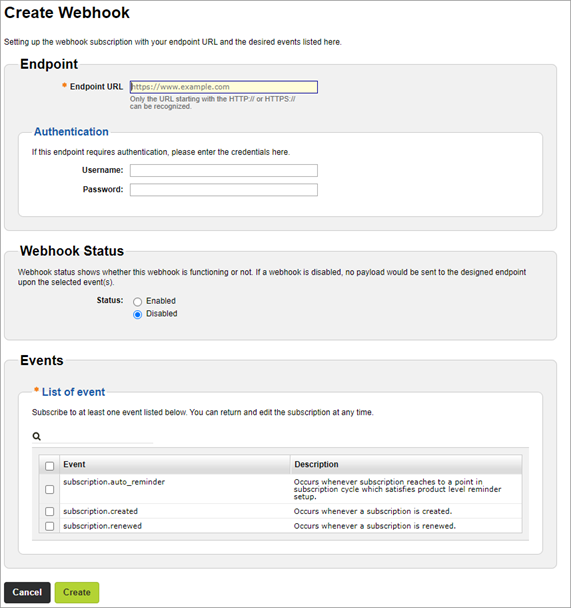 Create Webhook
Setting up the webhook subscription with your endpoint URL and the desired events listed here.
Endpoint
* Endpoint URL https://www.example.com
Only the URL starting with the HTTP:// or HTTPS://
can be recognized.
Authentication
If this endpoint requires authentication, please enter the credentials here.
Username:
Password:
Webhook Status
Webhook status shows whether this webhook is functioning or not. If a webhook is disabled, no payload would be sent to the designed endpoint
upon the selected event(s).
Status: Enabled
Disabled
Events
* List of event
Subscribe to at least one event listed below. You can return and edit the subscription at any time.
Event Description
subscription.auto_reminder Occurs whenever subscription reaches to a point in
subscription cycle which satisfies product level reminder
setup.
subscription.created Occurs whenever a subscription is created.
subscription.renewed Occurs whenever a subscription is renewed.
Cancel Create